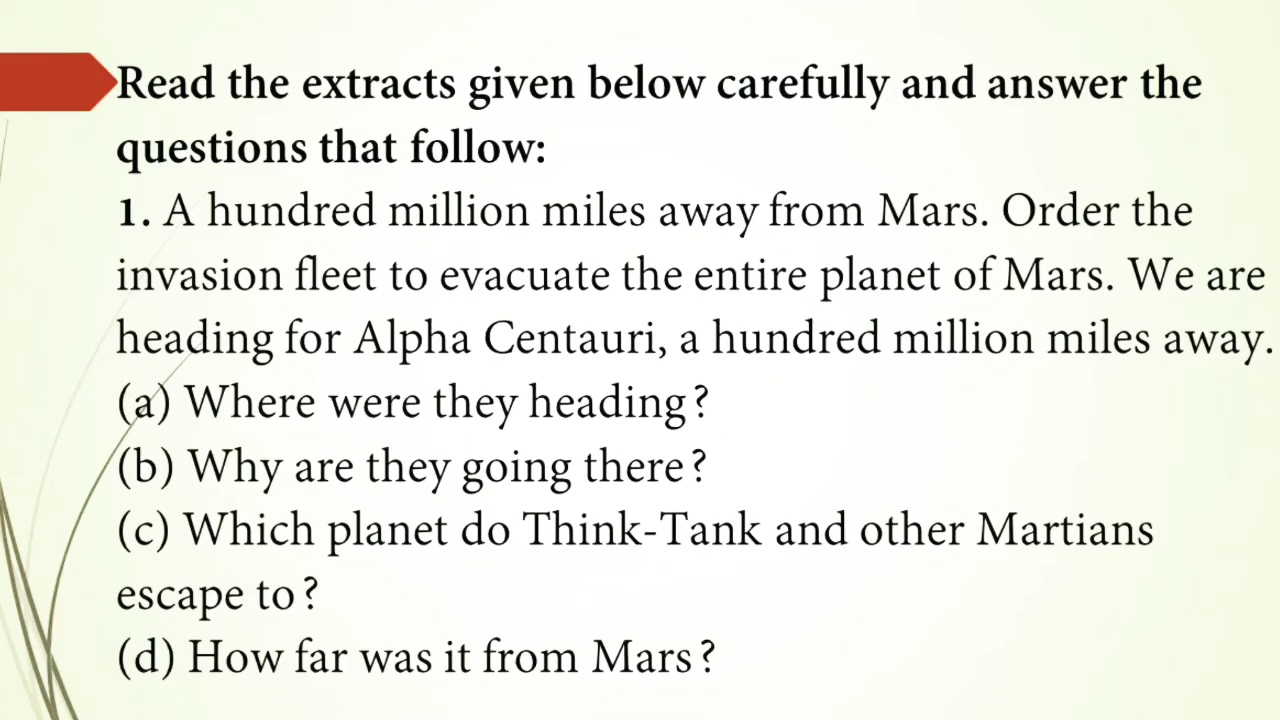 Read the extracts given below carefully and answer the
questions that follow:
1. A hundred million miles away from Mars. Order the
invasion fleet to evacuate the entire planet of Mars. We are
heading for Alpha Centauri, a hundred million miles away.
(a) Where were they heading?
(b) Why are they going there?
(c) Which planet do Think-Tank and other Martians
escape to?
(d) How far was it from Mars?